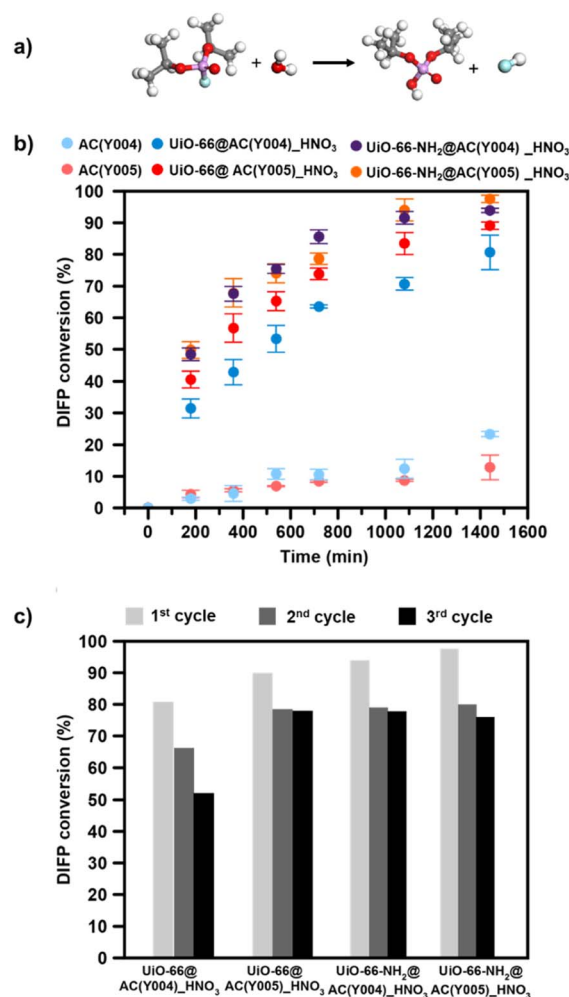 a)
+
+
b)
AC(Y004) UiO-66@AC(Y004)_HNO₃ UiO-66-NH₂@AC(Y004) _HNO₃
AC(Y005) UiO-66@ AC(Y005)_HNO₃ UiO-66-NH₂@AC(Y005) _HNO₃
100
90
80
70
60
50
40
30
20
10
0
DIFP conversion (%)
0 200 400 600 800 1000 1200 1400 1600
Time (min)
c)
1ˢᵗ cycle 2ⁿᵈ cycle 3ʳᵈ cycle
100
90
80
70
60
50
40
30
20
10
0
DIFP conversion (%)
UiO-66@ UiO-66@ UiO-66-NH₂@ UiO-66-NH₂@
AC(Y004)_HNO₃ AC(Y005)_HNO₃ AC(Y004)_HNO₃ AC(Y005)_HNO₃